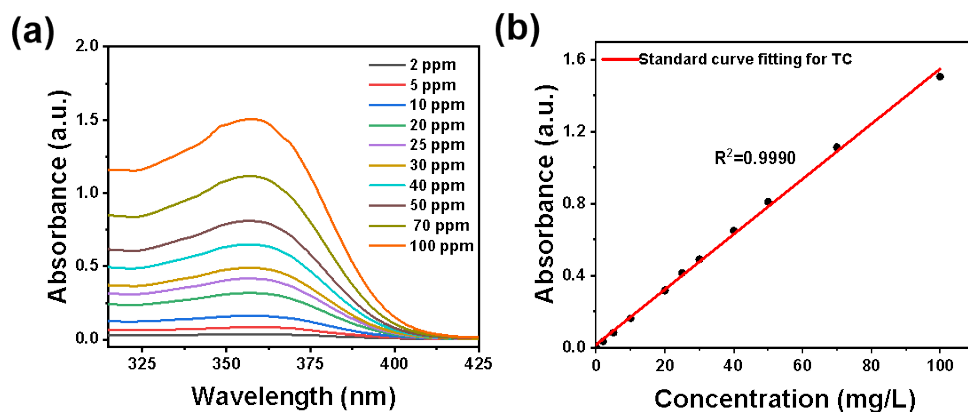 (a)
2.0
1.5
1.0
0.5
0.0
Absorbance (a.u.)
325
350
375
400
425
Wavelength (nm)
2 ppm
5 ppm
10 ppm
20 ppm
25 ppm
30 ppm
40 ppm
50 ppm
70 ppm
100 ppm
(b)
1.6
1.2
0.8
0.4
0.0
Absorbance (a.u.)
0
20
40
60
80
100
Concentration (mg/L)
Standard curve fitting for TC
R²=0.9990